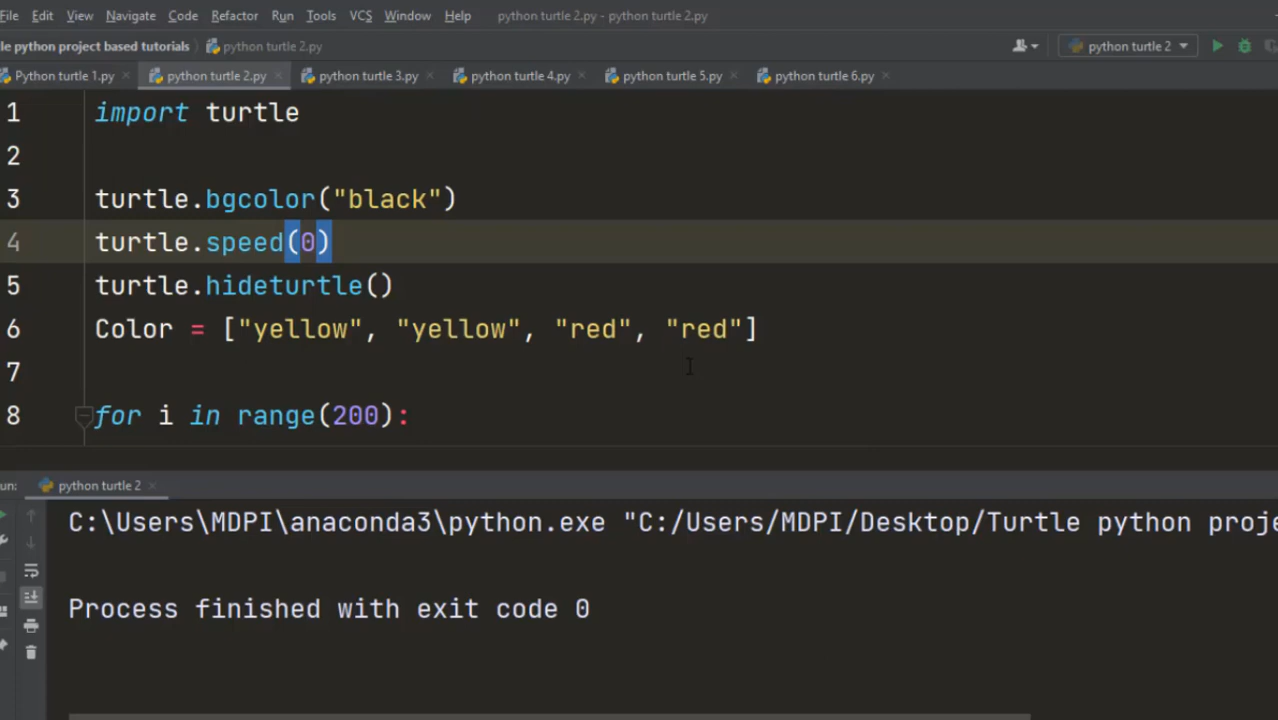 File Edit View Navigate Code Refactor Run Tools VCS Window Help python turtle 2.py - python turtle 2.py
le python project based tutorials python turtle 2.py python turtle 2
Python turtle 1.py python turtle 2.py python turtle 3.py python turtle 4.py python turtle 5.py python turtle 6.py
1 import turtle
2
3 turtle.bgcolor("black")
4 turtle.speed(0)
5 turtle.hideturtle()
6 Color = ["yellow", "yellow", "red", "red"]
7
8 for i in range(200):
un: python turtle 2
C:\Users\MDPI\anaconda3\python.exe "C:/Users/MDPI/Desktop/Turtle python proje
Process finished with exit code 0